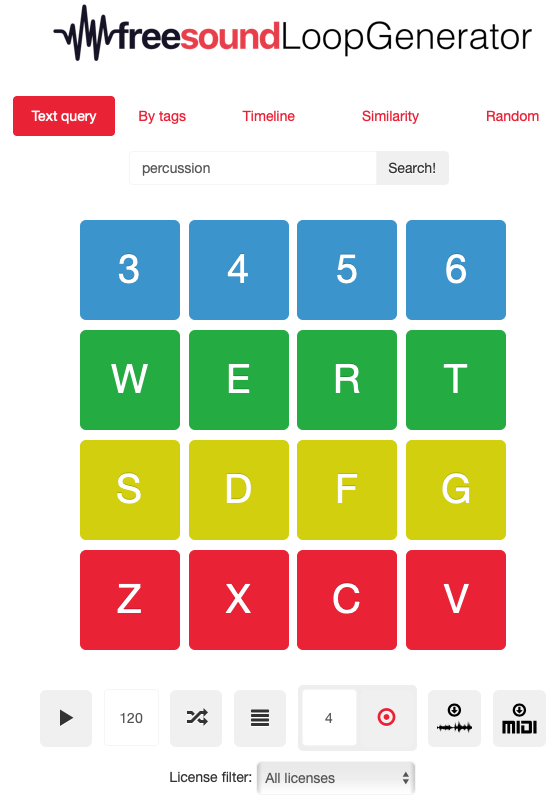 freesoundLoopGenerator
Text query By tags Timeline Similarity Random
percussion Search!
3 4 5 6
W E R T
S D F G
Z X C V
120 4 MIDI
License filter: All licenses